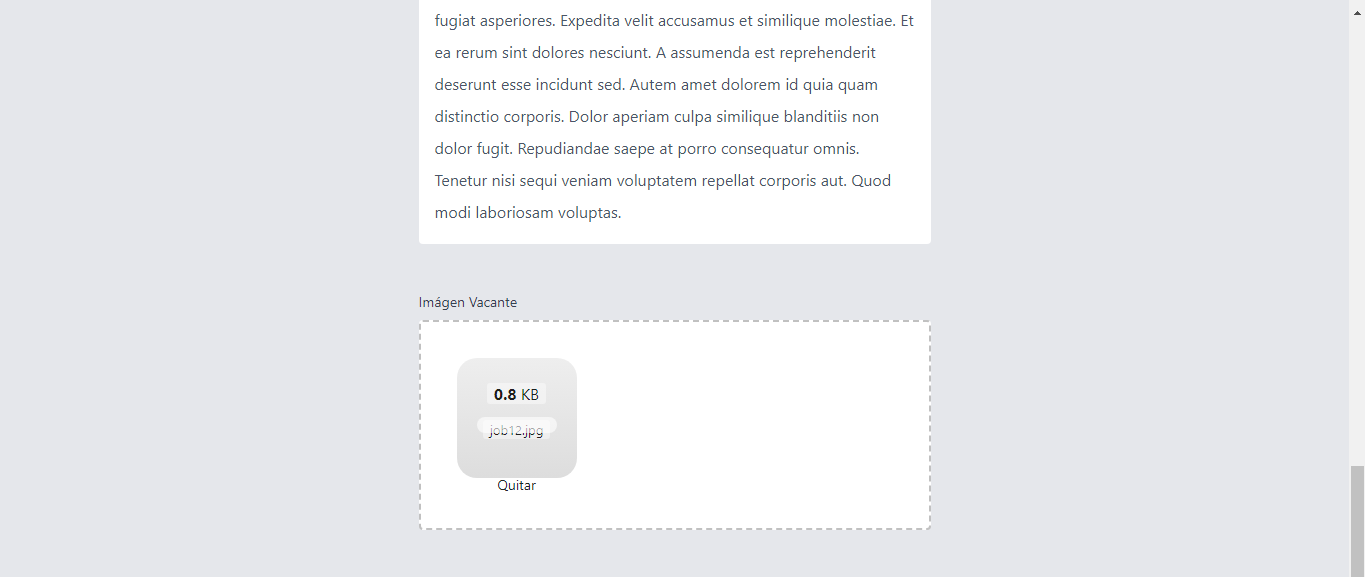 fugiat asperiores. Expedita velit accusamus et similique molestiae. Et
ea rerum sint dolores nesciunt. A assumenda est reprehenderit
deserunt esse incidunt sed. Autem amet dolorem id quia quam
distinctio corporis. Dolor aperiam culpa similique blanditiis non
dolor fugit. Repudiandae saepe at porro consequatur omnis.
Tenetur nisi sequi veniam voluptatem repellat corporis aut. Quod
modi laboriosam voluptas.
Imágen Vacante
0.8 KB
job12.jpg
Quitar